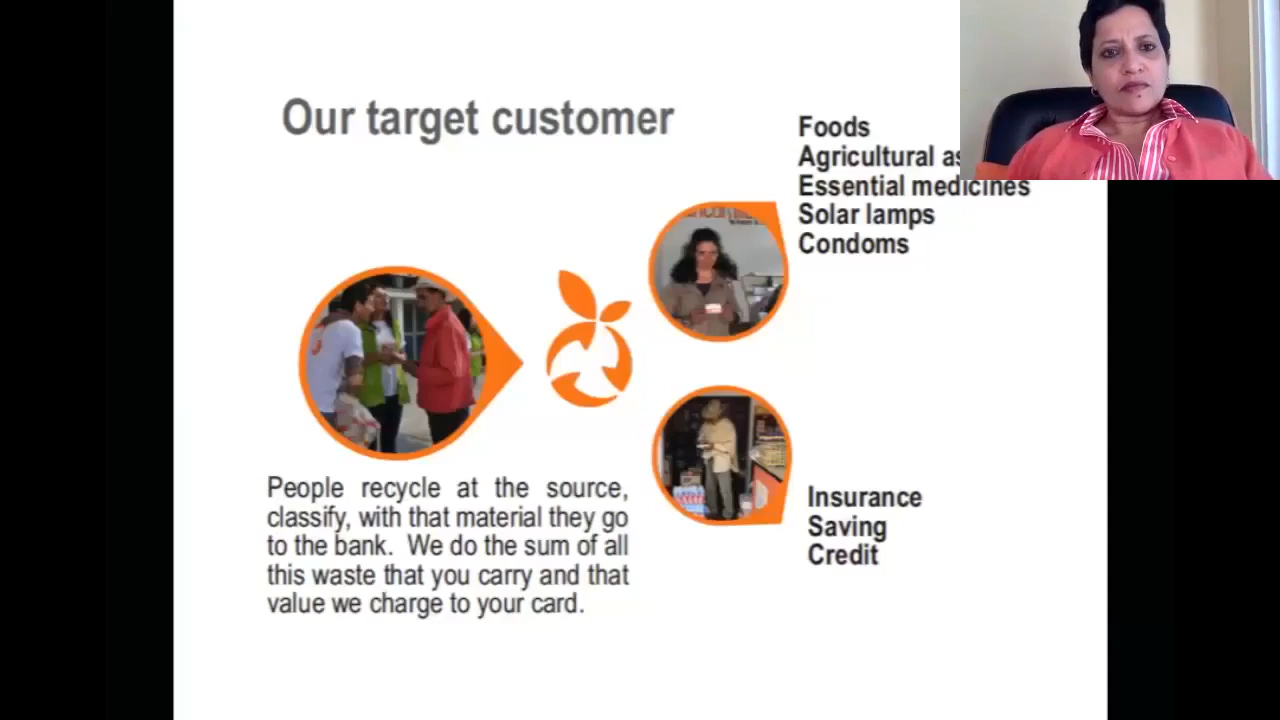 Our target customer
Foods
Agricultural
Essential medicines
Solar lamps
Condoms
People recycle at the source,
classify, with that material they go
to the bank. We do the sum of all
this waste that you carry and that
value we charge to your card.
Insurance
Saving
Credit